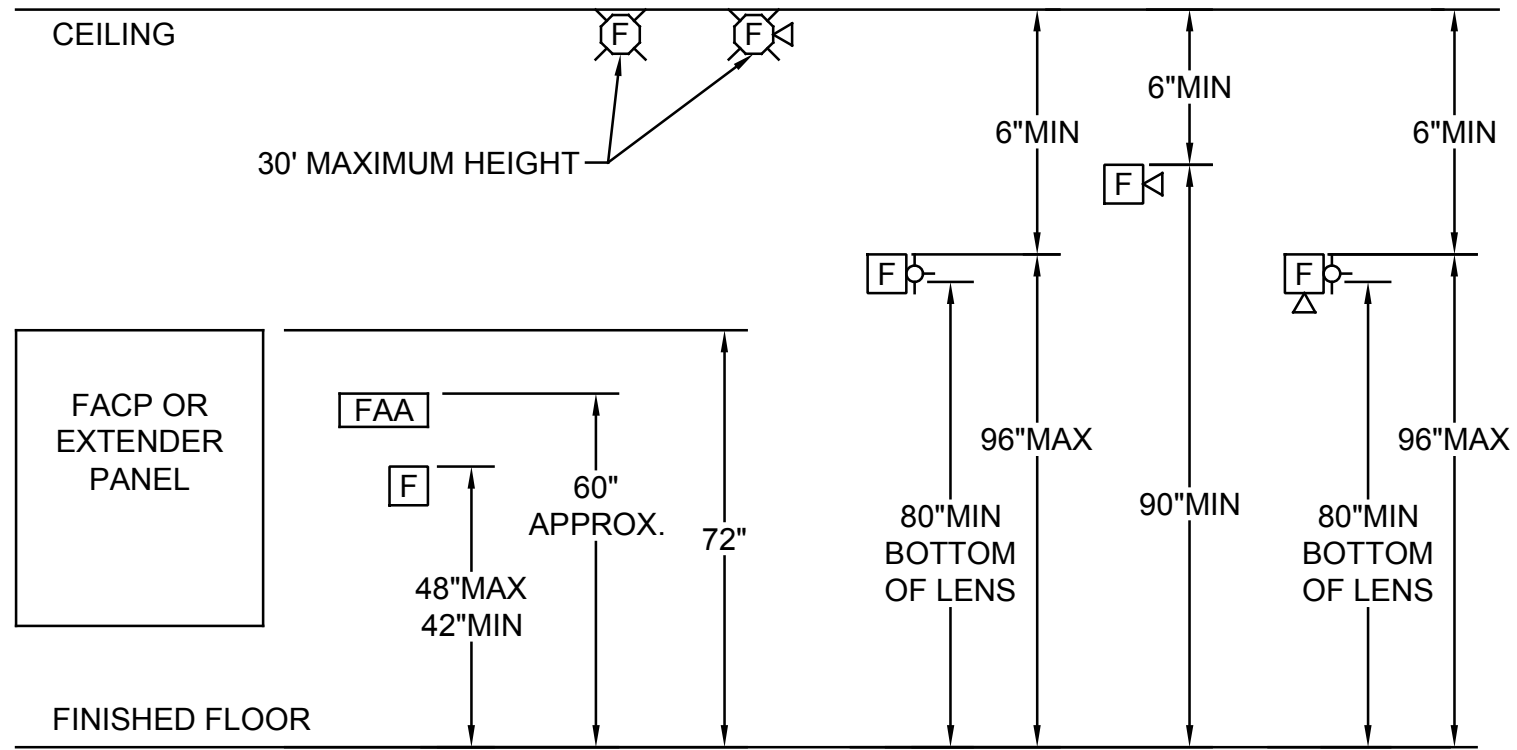 CEILING
F
F
30' MAXIMUM HEIGHT
6"MIN
6"MIN
6"MIN
F
F
F
FACP OR
EXTENDER
PANEL
FAA
F
48"MAX
42"MIN
60"
APPROX.
72"
80"MIN
BOTTOM
OF LENS
96"MAX
90"MIN
80"MIN
BOTTOM
OF LENS
96"MAX
FINISHED FLOOR